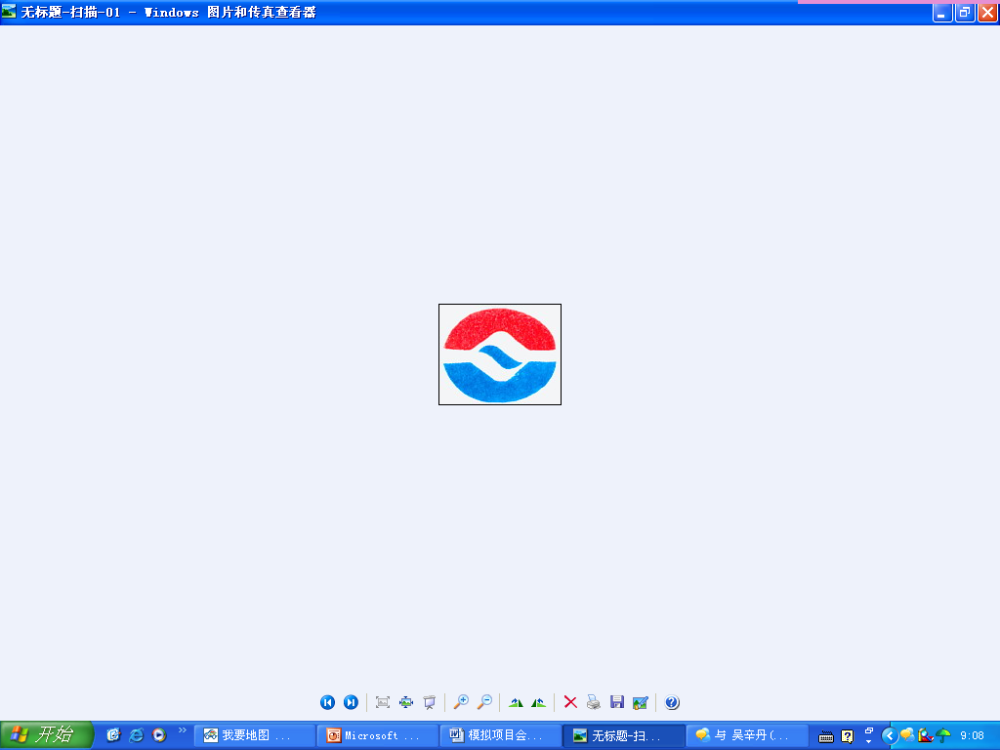 无标题-扫描-01 - Windows 图片和传真查看器
开始
我要地图 ...
Microsoft ...
模拟项目会...
无标题-扫...
与 吴辛丹(...
9:08